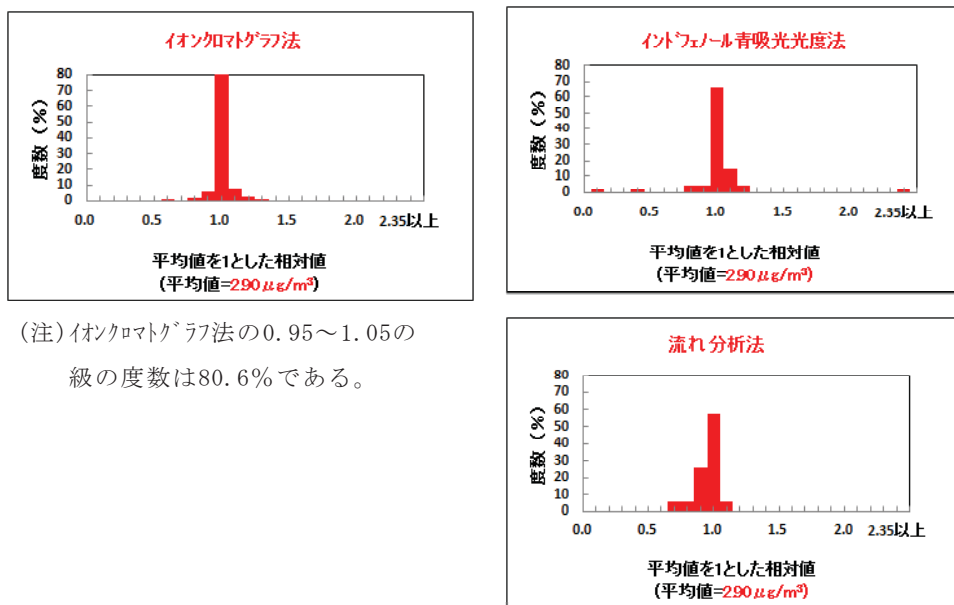 イオンクロマトグラフ法
度数(%)
80
70
60
50
40
30
20
10
0
0.0 0.5 1.0 1.5 2.0 2.35以上
平均値を1とした相対値
(平均値=290μg/m³)
(注)イオンクロマトグラフ法の0.95~1.05の
級の度数は80.6%である。
インドフェノール青吸光光度法
度数(%)
80
70
60
50
40
30
20
10
0
0.0 0.5 1.0 1.5 2.0 2.35以上
平均値を1とした相対値
(平均値=290μg/m³)
流れ分析法
度数(%)
80
70
60
50
40
30
20
10
0
0.0 0.5 1.0 1.5 2.0 2.35以上
平均値を1とした相対値
(平均値=290μg/m³)